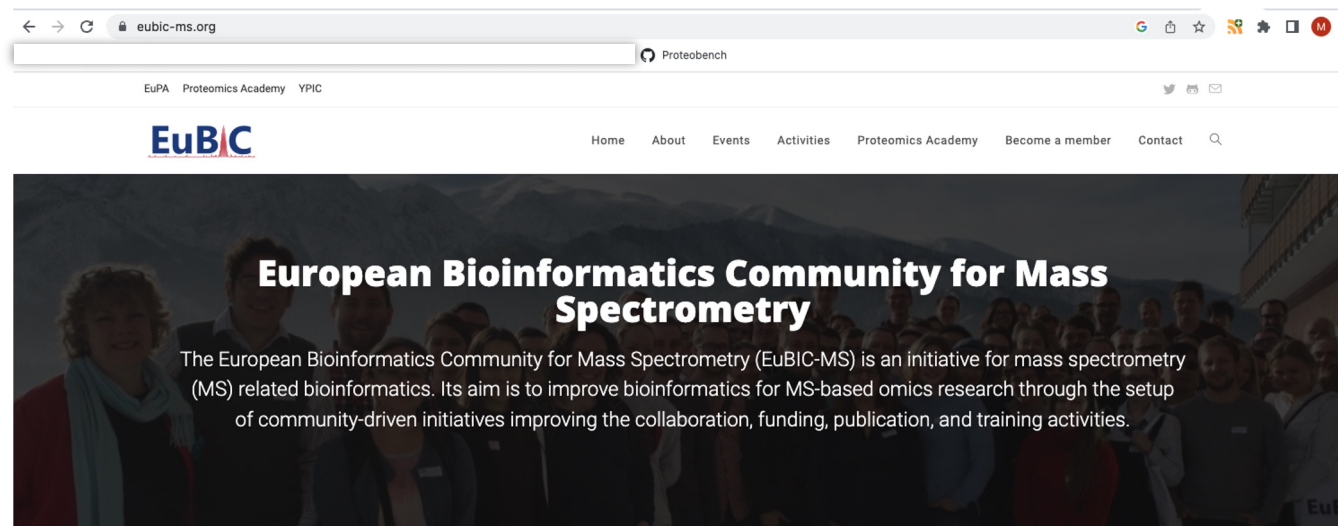 eubic-ms.org
G
M
Proteobench
EuPA Proteomics Academy YPIC
EuBIC
Home About Events Activities Proteomics Academy Become a member Contact
European Bioinformatics Community for Mass
Spectrometry
The European Bioinformatics Community for Mass Spectrometry (EuBIC-MS) is an initiative for mass spectrometry
(MS) related bioinformatics. Its aim is to improve bioinformatics for MS-based omics research through the setup
of community-driven initiatives improving the collaboration, funding, publication, and training activities.